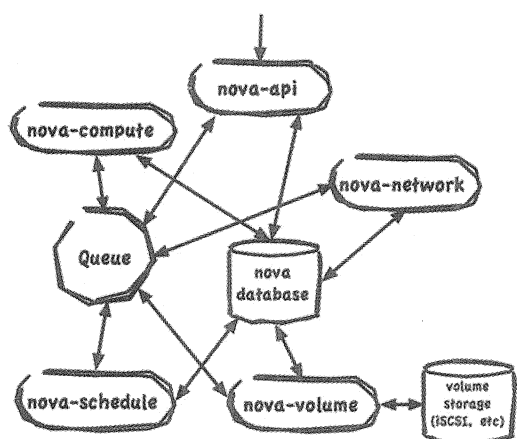 nova-api
nova-compute
nova-network
Queue
nova
database
nova-schedule
nova-volume
volume
storage
(iSCSI, etc)